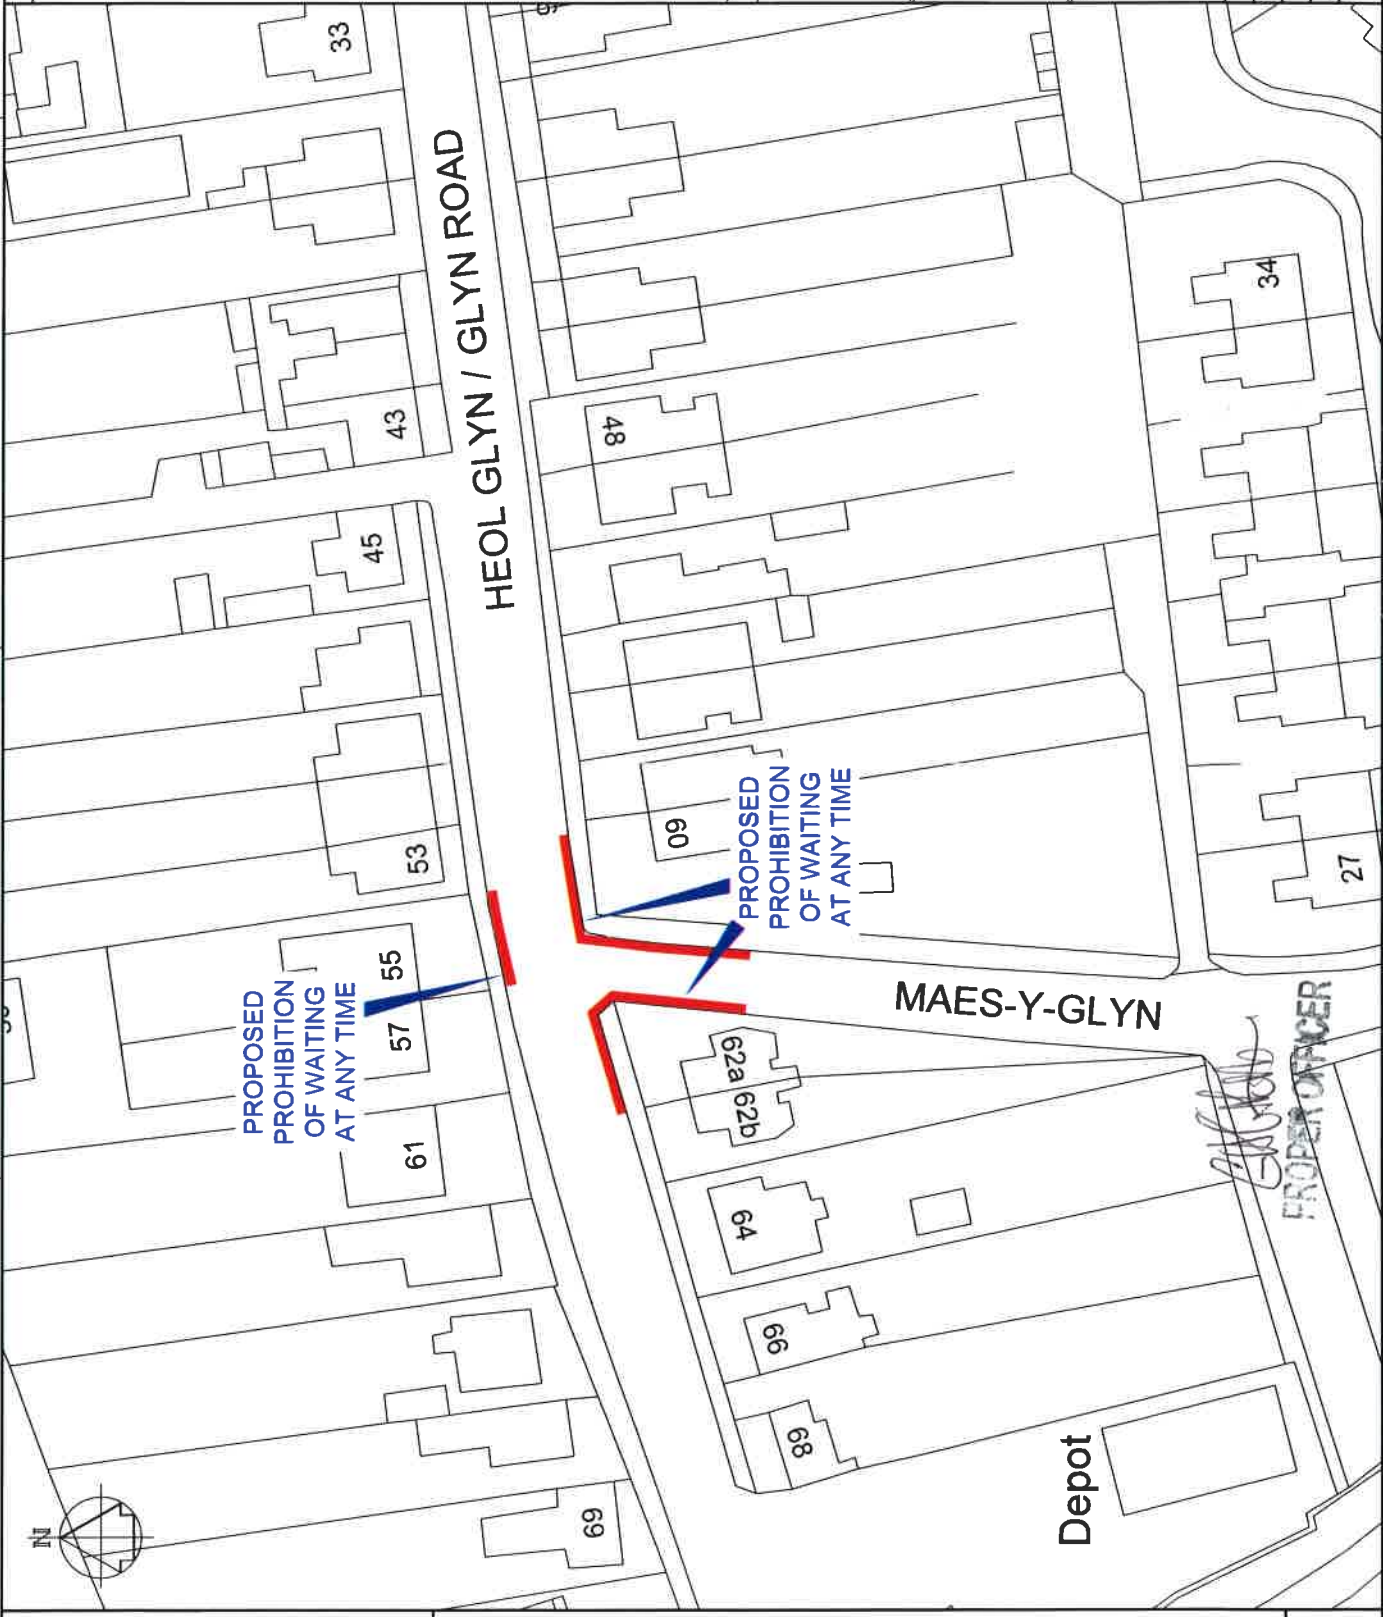 33
HEOL GLYN / GLYN ROAD
43
45
48
34
53
55
57
61
60
PROPOSED
PROHIBITION
OF WAITING
AT ANY TIME
PROPOSED
PROHIBITION
OF WAITING
AT ANY TIME
27
MAES-Y-GLYN
62a
62b
64
66
68
69
Depot
PROPER OFFICER
N